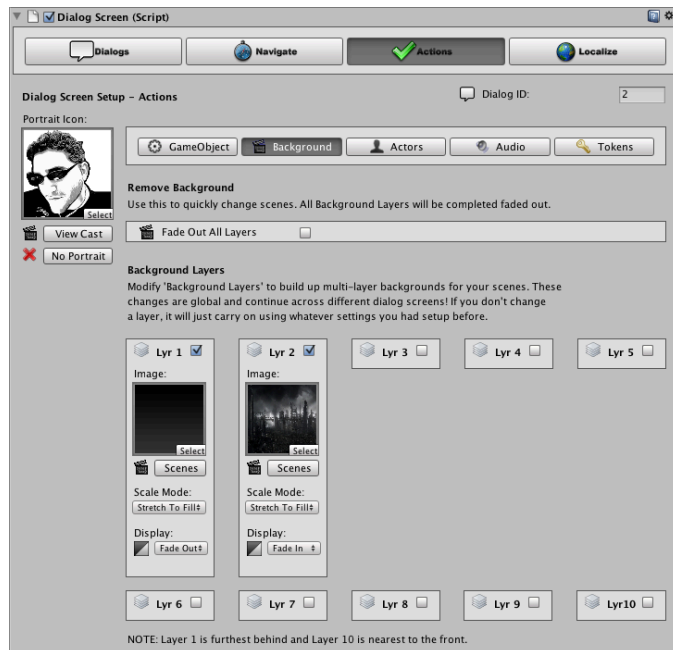 Dialog Screen (Script)
Dialogs Navigate Actions Localize
Dialog Screen Setup - Actions
Dialog ID: 2
Portrait Icon:
Select
View Cast
No Portrait
GameObject Background Actors Audio Tokens
Remove Background
Use this to quickly change scenes. All Background Layers will be completed faded out.
Fade Out All Layers
Background Layers
Modify 'Background Layers' to build up multi-layer backgrounds for your scenes. These
changes are global and continue across different dialog screens! If you don't change
a layer, it will just carry on using whatever settings you had setup before.
Lyr 1 Lyr 2 Lyr 3 Lyr 4 Lyr 5
Image: Image:
Select Select
Scenes Scenes
Scale Mode: Scale Mode:
Stretch To Fill Stretch To Fill
Display: Display:
Fade Out Fade In
Lyr 6 Lyr 7 Lyr 8 Lyr 9 Lyr10
NOTE: Layer 1 is furthest behind and Layer 10 is nearest to the front.